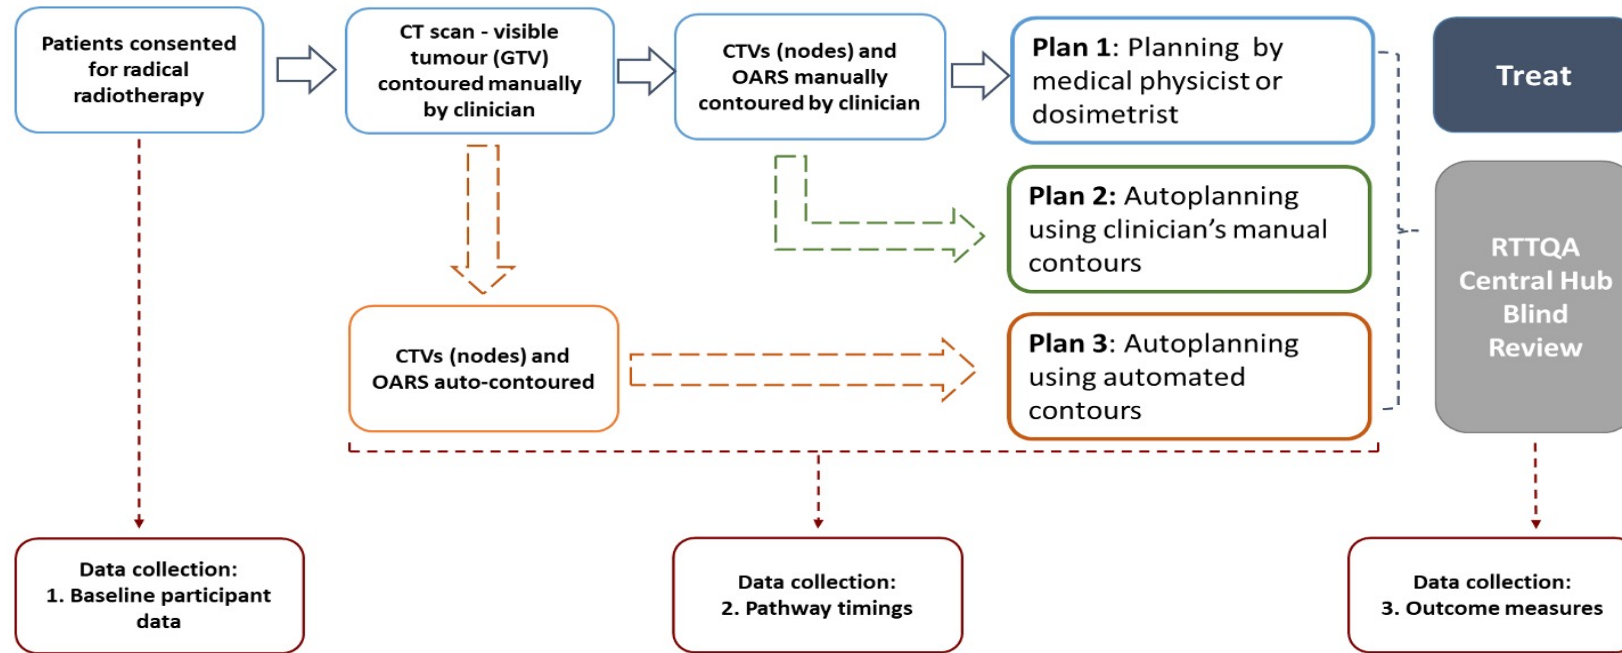 Patients consented
for radical
radiotherapy
CT scan - visible
tumour (GTV)
contoured manually
by clinician
CTVs (nodes) and
OARS manually
contoured by clinician
Plan 1: Planning by
medical physicist or
dosimetrist
Treat
Plan 2: Autoplanning
using clinician's manual
contours
RTTQA
Central Hub
Blind
Review
CTVs (nodes) and
OARS auto-contoured
Plan 3: Autoplanning
using automated
contours
Data collection:
1. Baseline participant
data
Data collection:
2. Pathway timings
Data collection:
3. Outcome measures